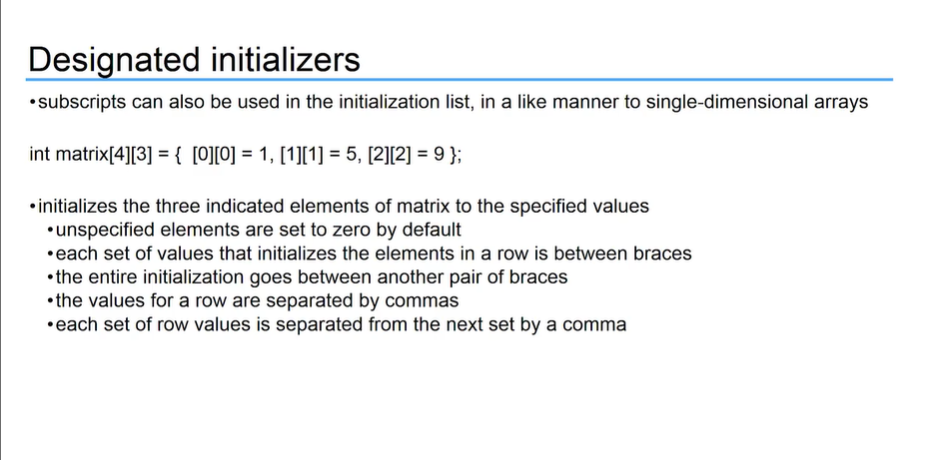 Designated initializers
•subscripts can also be used in the initialization list, in a like manner to single-dimensional arrays
int matrix[4][3] = { [0][0] = 1, [1][1] = 5, [2][2] = 9 };
•initializes the three indicated elements of matrix to the specified values
•unspecified elements are set to zero by default
•each set of values that initializes the elements in a row is between braces
•the entire initialization goes between another pair of braces
•the values for a row are separated by commas
•each set of row values is separated from the next set by a comma